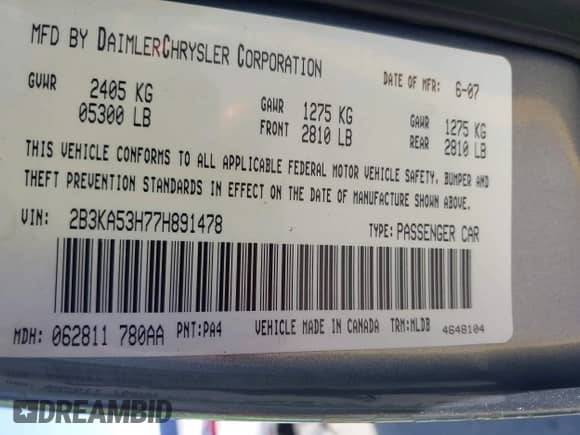 MFD BY DAIMLERCHRYSLER CORPORATION
DATE OF MFR: 6-07
GVWR 2405 KG 05300 LB
GAWR FRONT 1275 KG 2810 LB
GAWR REAR 1275 KG 2810 LB
THIS VEHICLE CONFORMS TO ALL APPLICABLE FEDERAL MOTOR VEHICLE SAFETY, BUMPER AND
THEFT PREVENTION STANDARDS IN EFFECT ON THE DATE OF MANUFACTURE SHOWN ABOVE.
VIN: 2B3KA53H77H891478
TYPE: PASSENGER CAR
MDH: 062811 780AA PNT:PA4 VEHICLE MADE IN CANADA TRM:MLDB 4648104
DREAMBID